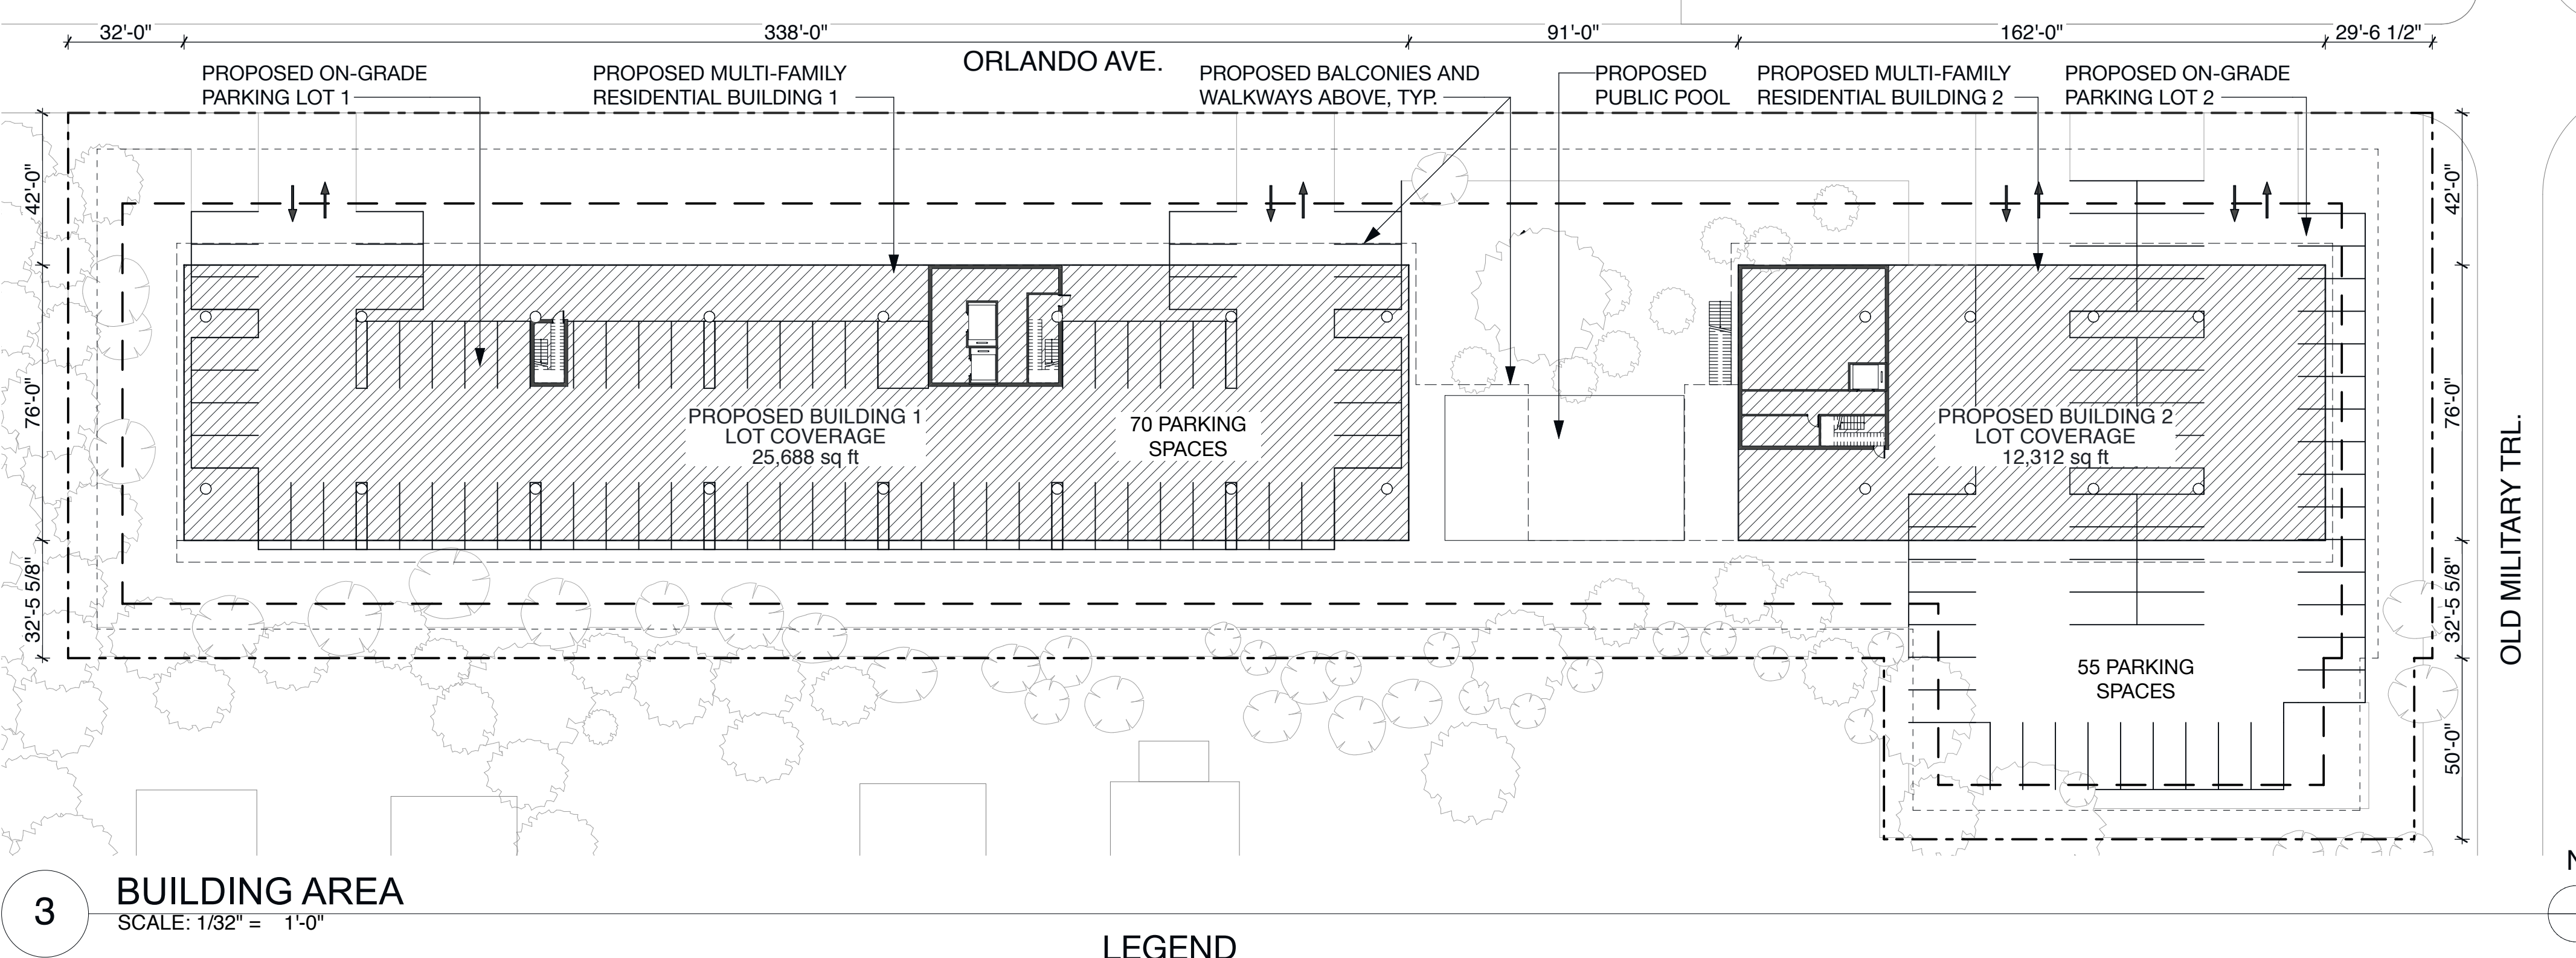 32'-0"
338'-0"
91'-0"
162'-0"
29'-6 1/2"
ORLANDO AVE.
PROPOSED ON-GRADE
PARKING LOT 1
PROPOSED MULTI-FAMILY
RESIDENTIAL BUILDING 1
PROPOSED BALCONIES AND
WALKWAYS ABOVE, TYP.
PROPOSED
PUBLIC POOL
PROPOSED MULTI-FAMILY
RESIDENTIAL BUILDING 2
PROPOSED ON-GRADE
PARKING LOT 2
42'-0"
76'-0"
32'-5 5/8"
PROPOSED BUILDING 1
LOT COVERAGE
25,688 sq ft
70 PARKING
SPACES
PROPOSED BUILDING 2
LOT COVERAGE
12,312 sq ft
55 PARKING
SPACES
42'-0"
76'-0"
32'-5 5/8"
50'-0"
OLD MILITARY TRL.
3
BUILDING AREA
SCALE: 1/32" = 1'-0"
LEGEND